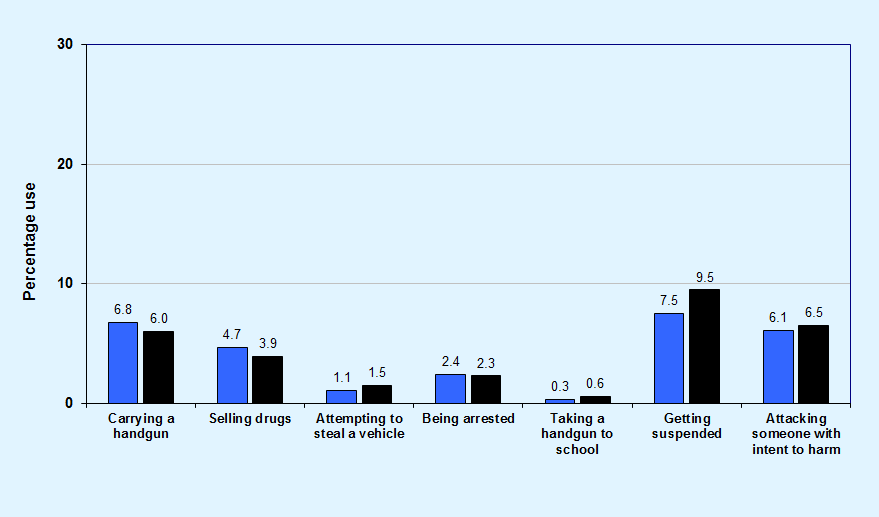 30
20
10
0
Percentage use
6.8
6.0
4.7
3.9
1.1
1.5
2.4
2.3
0.3
0.6
7.5
9.5
6.1
6.5
Carrying a
handgun
Selling drugs
Attempting to
steal a vehicle
Being arrested
Taking a
handgun to
school
Getting
suspended
Attacking
someone with
intent to harm